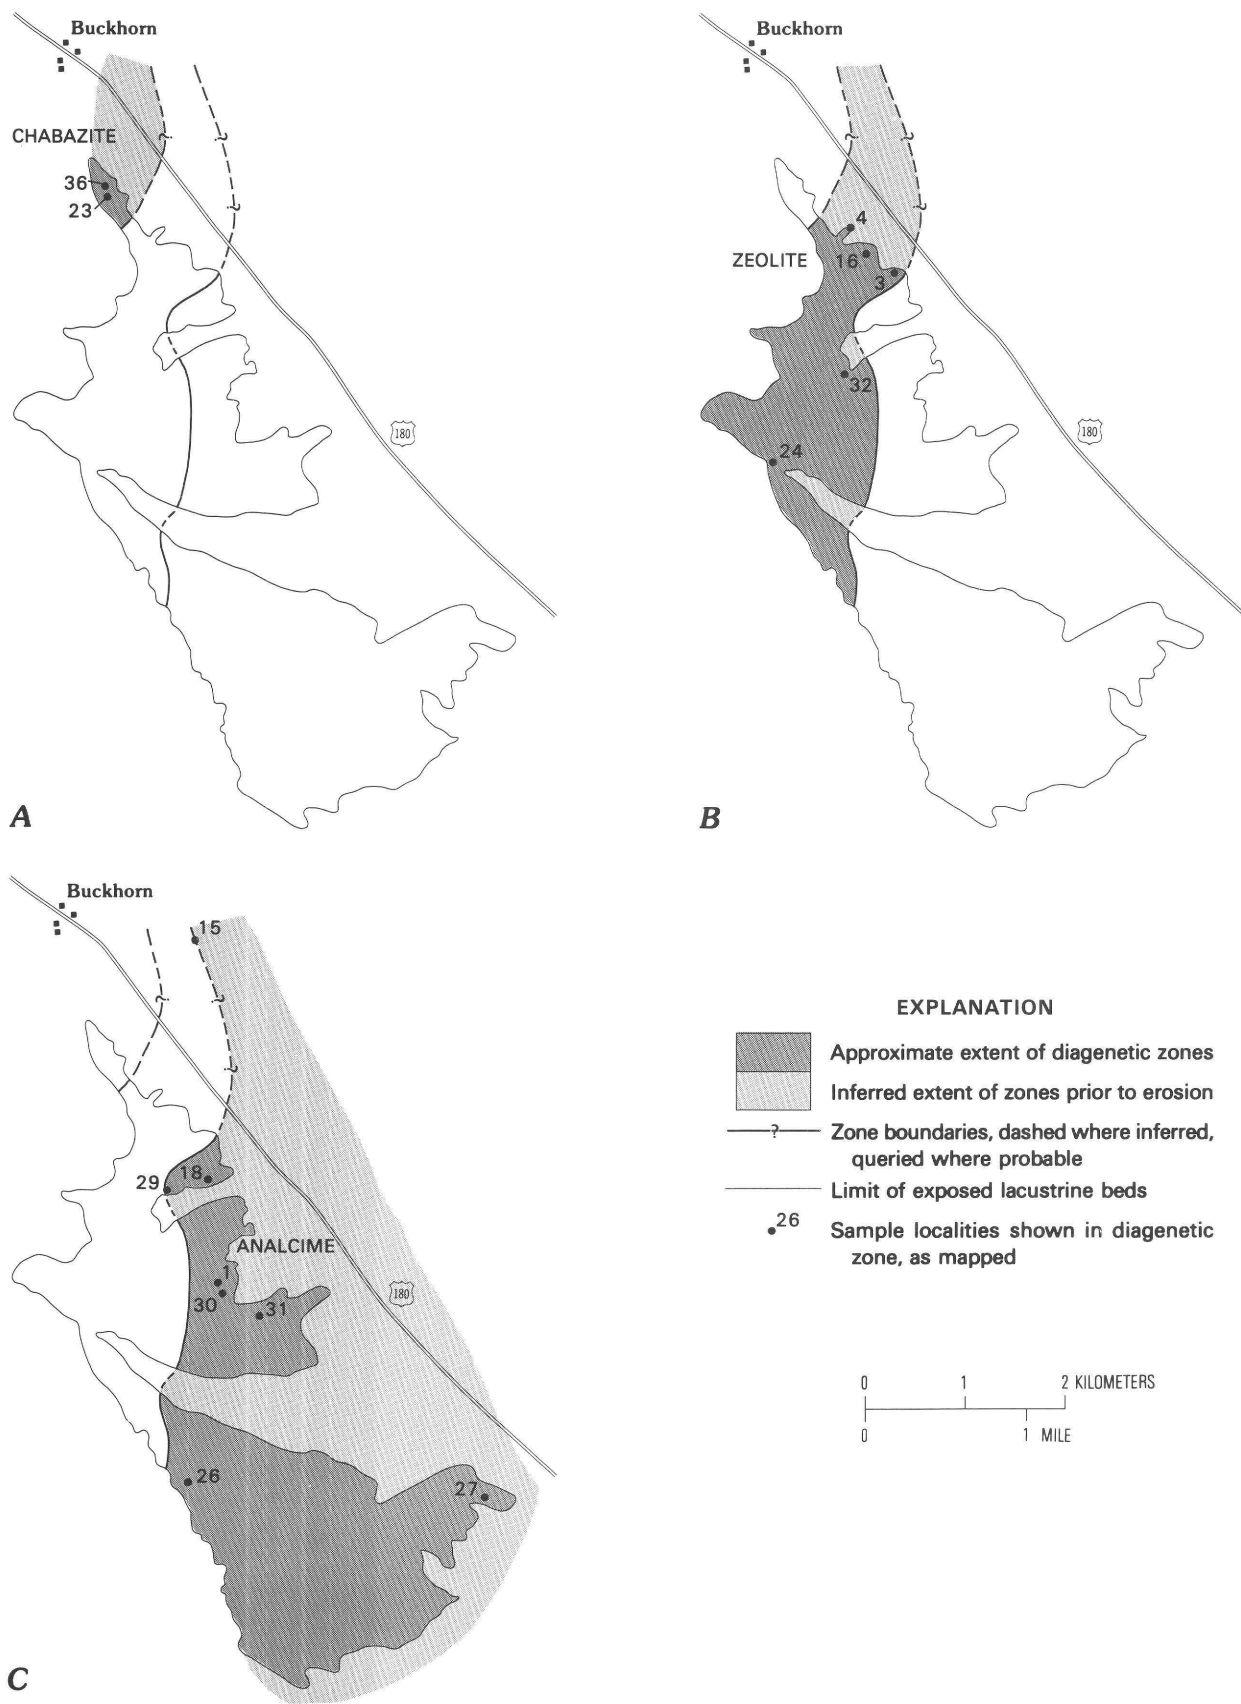 Buckhorn
CHABAZITE
36
23
180
A
Buckhorn
4
ZEOLITE
16
3
32
180
24
B
Buckhorn
15
?
?
18
29
ANALCIME
1
30
31
180
26
27
C
EXPLANATION
Approximate extent of diagenetic zones
Inferred extent of zones prior to erosion
? Zone boundaries, dashed where inferred,
queried where probable
Limit of exposed lacustrine beds
26 Sample localities shown in diagenetic
zone, as mapped
0 1 2 KILOMETERS
0 1 MILE